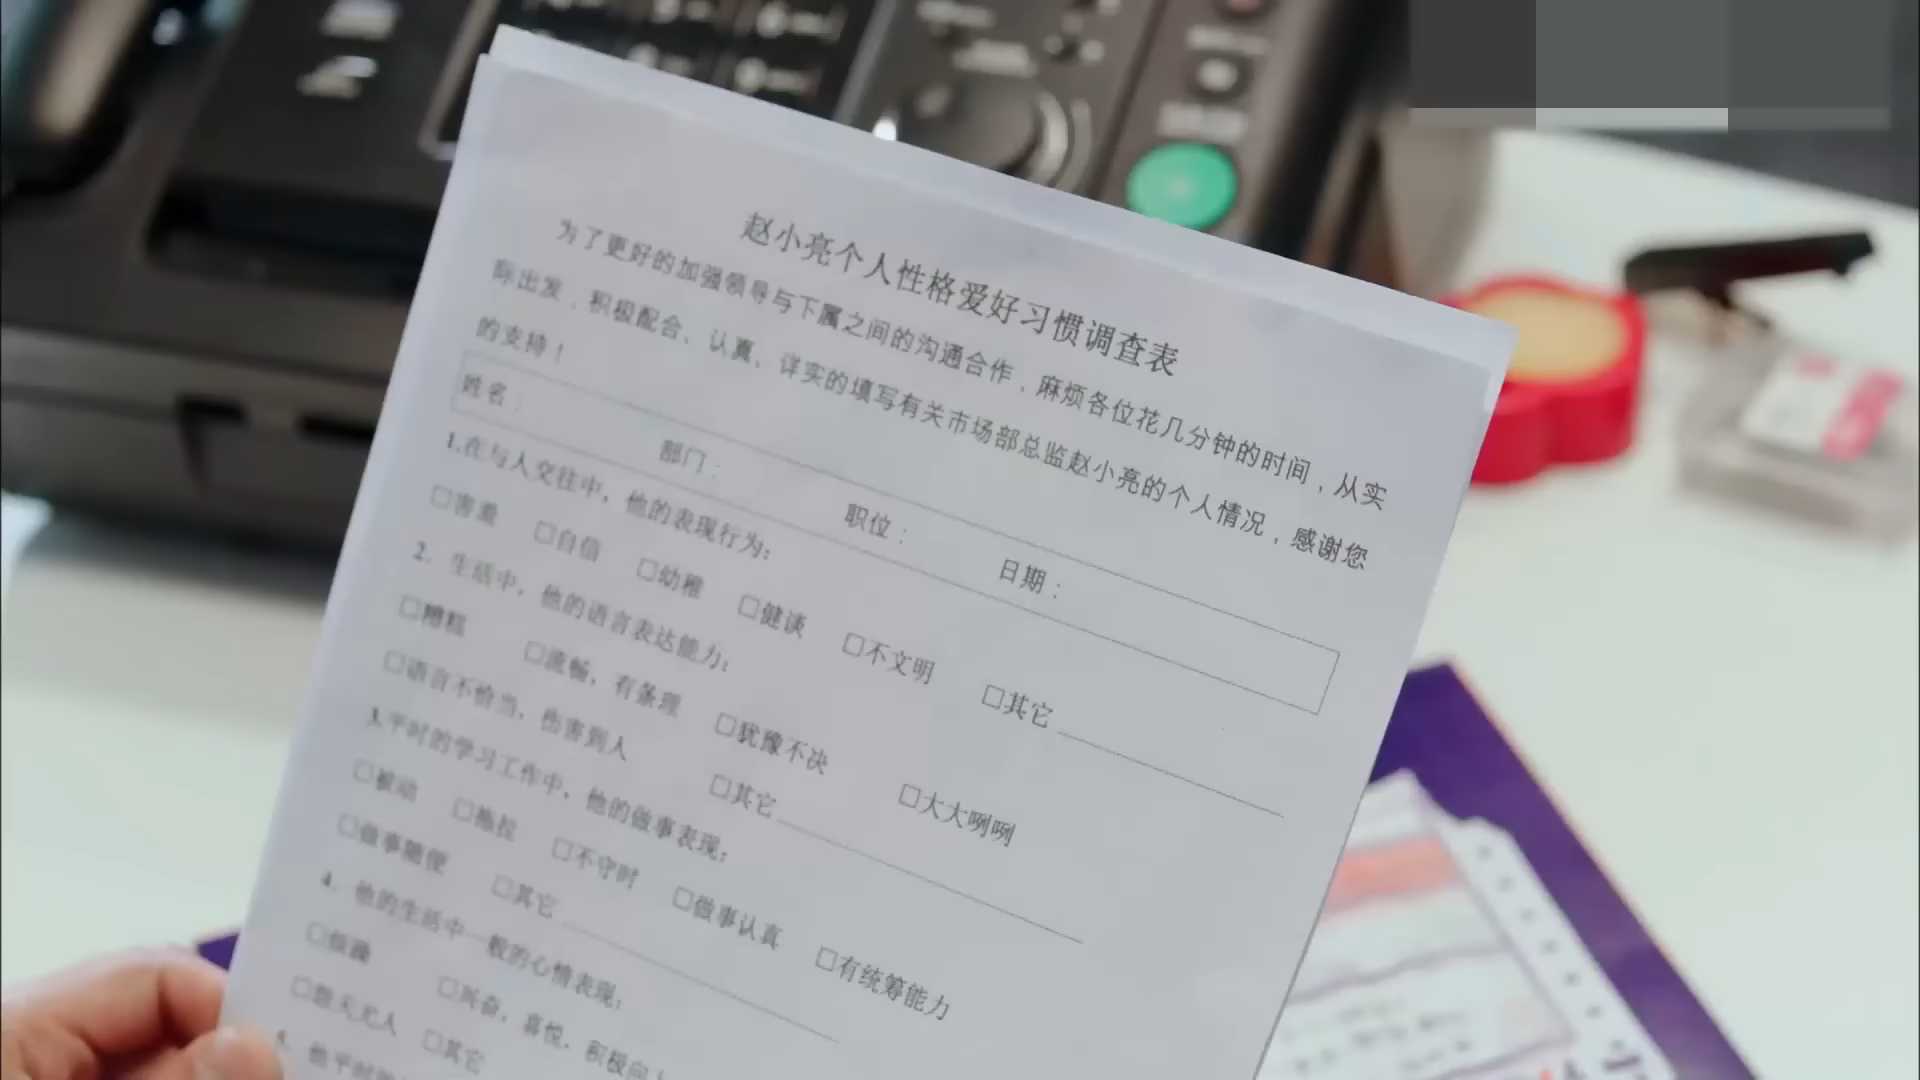 赵小亮个人性格爱好习惯调查表
为了更好的加强领导与下属之间的沟通合作，麻烦各位花几分钟的时间，从实
际出发，积极配合、认真、详实的填写有关市场部总监赵小亮的个人情况，感谢您
的支持！
姓名： 部门： 职位： 日期：
1.在与人交往中，他的表现行为：
□害羞 □自信 □幼稚 □健谈 □不文明 □其它
2. 生活中，他的语言表达能力：
□糟糕 □流畅，有条理 □犹豫不决 □大大咧咧
□语言不恰当，伤害到人 □其它
3.平时的学习工作中，他的做事表现：
□被动 □拖拉 □不守时 □做事认真 □有统筹能力
□做事随便 □其它
4. 他的生活中一般的心情表现：
□烦躁 □兴奋，喜悦，积极向
□怨天尤人 □其它
5. 他平时